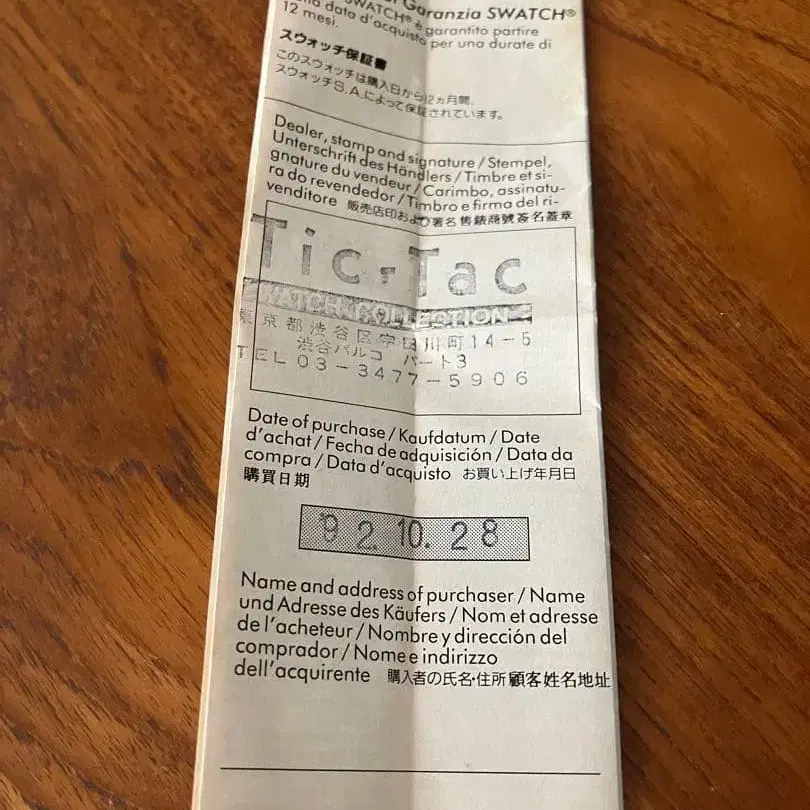 Garanzia SWATCH®
SWATCH® è garantito partire
data d'acquisto per una durate di
12 mesi.
スウォッチ保証書
このスウォッチは購入日から12ヵ月間、
スウォッチS.A.によって保証されています。
Dealer, stamp and signature / Stempel,
Unterschrift des Händlers / Timbre et si-
gnature du vendeur / Carimbo, assinatu-
ra do revendedor / Timbro e firma del ri-
venditore 販売店印および署名 售錶商號簽名蓋章
Tic・Tac
WATCH COLLECTION
東京都渋谷区宇田川町14-5
渋谷パルコ パート3
TEL 03-3477-5906
Date of purchase / Kaufdatum / Date
d'achat / Fecha de adquisición / Data da
compra / Data d'acquisto お買い上げ年月日
購買日期
'92.10.28
Name and address of purchaser / Name
und Adresse des Käufers / Nom et adresse
de l'acheteur / Nombre y dirección del
comprador / Nome e indirizzo
dell'acquirente 購入者の氏名・住所 顧客姓名地址